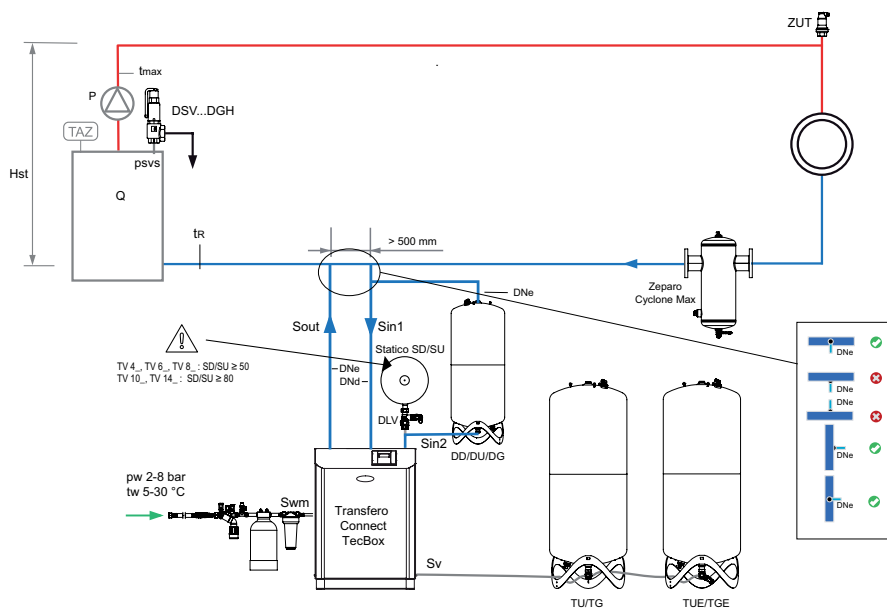 ZUT
tmax
P
DSV...DGH
TAZ
psvs
Hst
Q
tR
> 500 mm
Zeparo
Cyclone Max
DNe
Sout
Sin1
Statico SD/SU
TV 4_, TV 6_, TV 8_ : SD/SU ≥ 50
TV 10_, TV 14_ : SD/SU ≥ 80
DNe
DNd
DLV
Sin2
DD/DU/DG
DNe
DNe
DNe
DNe
DNe
pw 2-8 bar
tw 5-30 °C
Swm
Transfero
Connect
TecBox
Sv
TU/TG
TUE/TGE